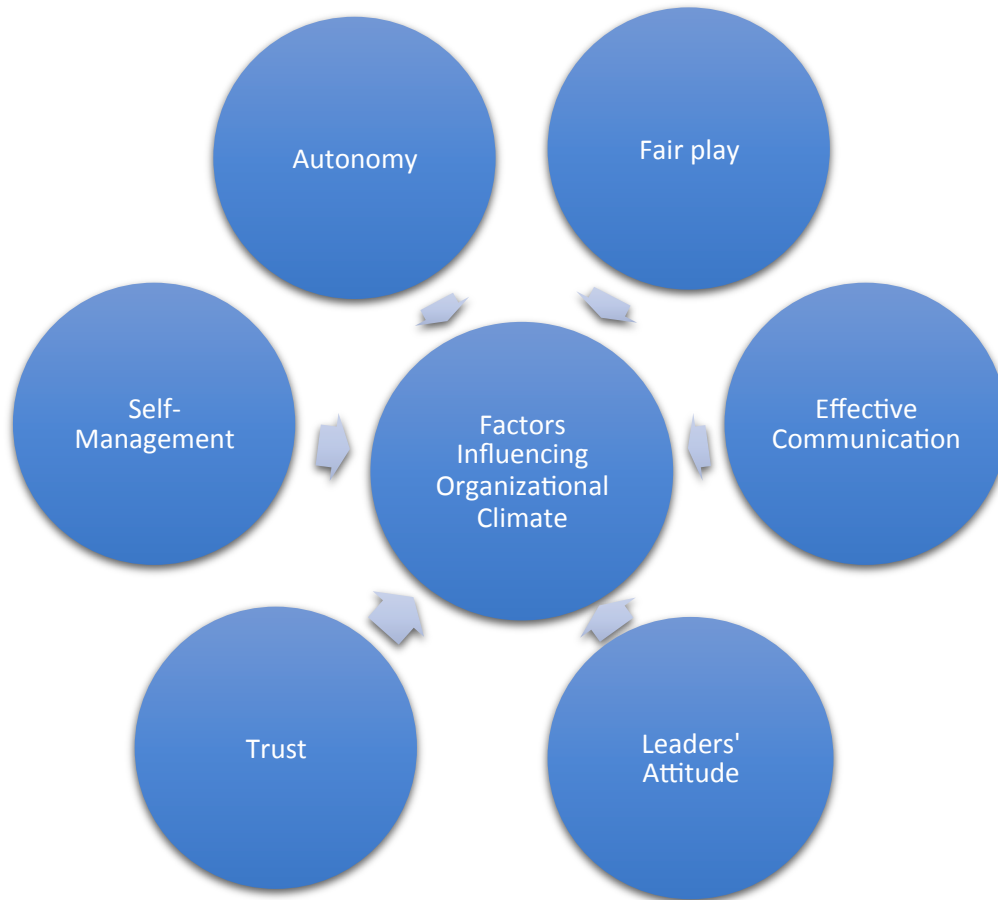 Autonomy
Fair play
Self-
Management
Factors
Influencing
Organizational
Climate
Effective
Communication
Trust
Leaders'
Attitude